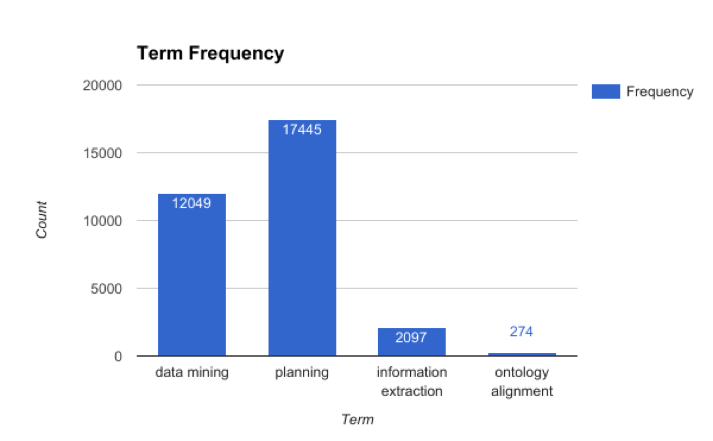 Term Frequency
20000
Frequency
17445
15000
12049
10000
Count
5000
2097
274
0
data mining
planning
information
extraction
ontology
alignment
Term